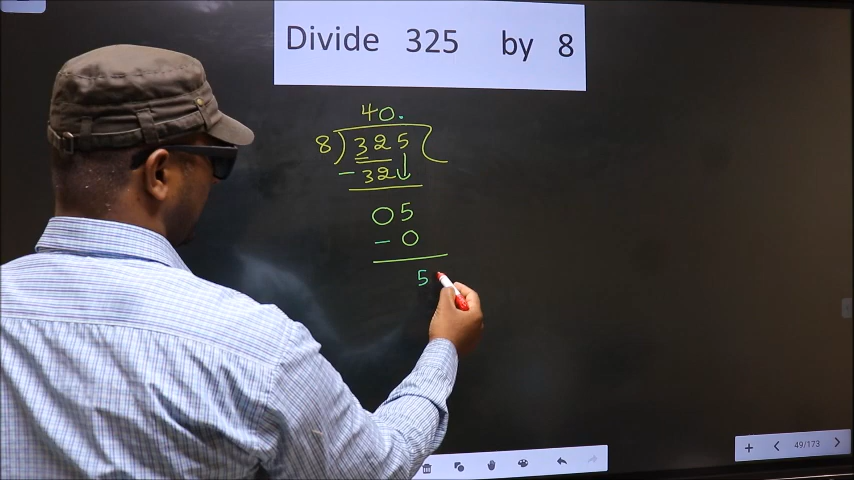 Divide 325 by 8
40.
8 ) 325 (
- 32 ↓
05
- 0
5
+ < 49/173 >